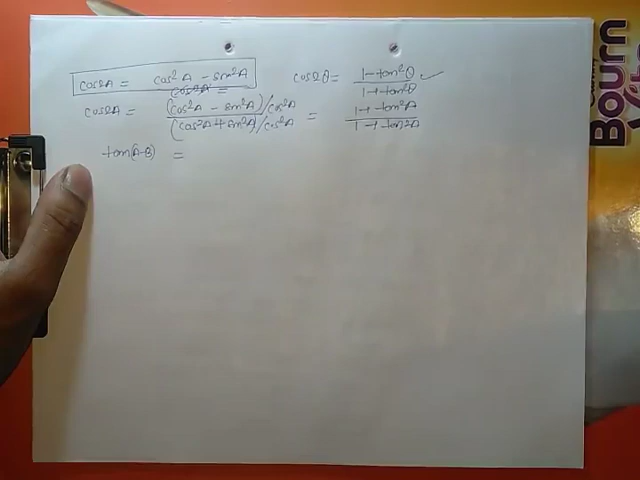 cos2A = cos²A - sin²A
cos2θ = 1-tan²θ / 1+tan²θ ✓
cos2A = (cos²A - sin²A)/cos²A / (cos²A+sin²A)/cos²A = 1-tan²A / 1+tan²A
tan(A-B) =
Bourn